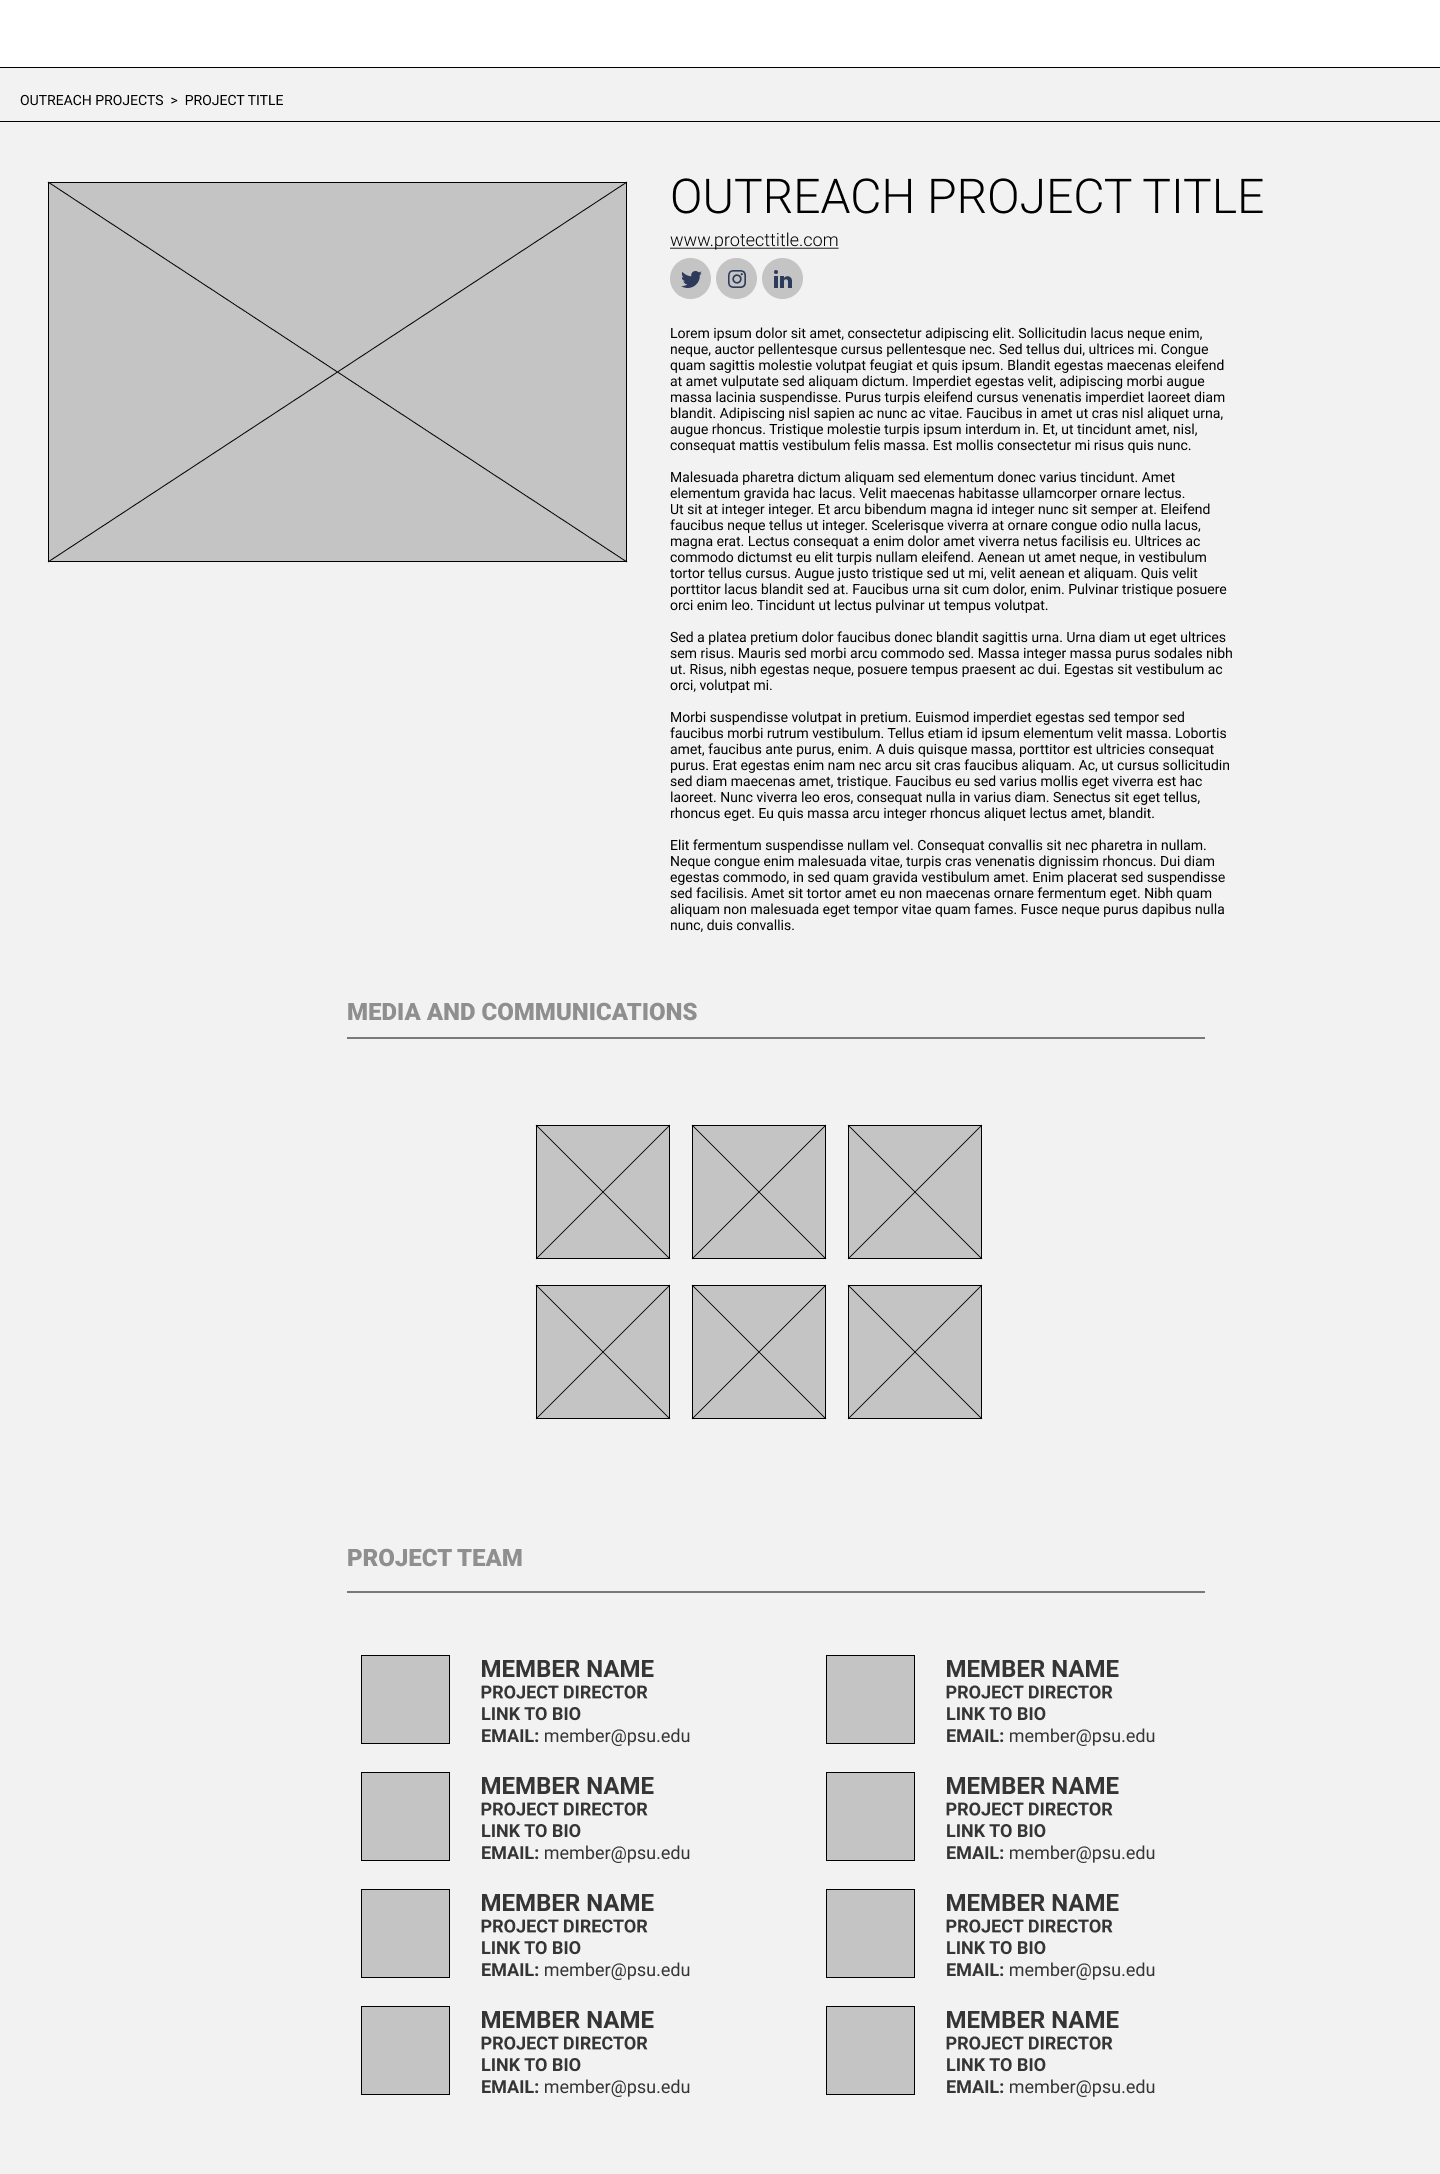 OUTREACH PROJECTS > PROJECT TITLE
OUTREACH PROJECT TITLE
www.protecttitle.com
Lorem ipsum dolor sit amet, consectetur adipiscing elit. Sollicitudin lacus neque enim,
neque, auctor pellentesque cursus pellentesque nec. Sed tellus dui, ultrices mi. Congue
quam sagittis molestie volutpat feugiat et quis ipsum. Blandit egestas maecenas eleifend
at amet vulputate sed aliquam dictum. Imperdiet egestas velit, adipiscing morbi augue
massa lacinia suspendisse. Purus turpis eleifend cursus venenatis imperdiet laoreet diam
blandit. Adipiscing nisl sapien ac nunc ac vitae. Faucibus in amet ut cras nisl aliquet urna,
augue rhoncus. Tristique molestie turpis ipsum interdum in. Et, ut tincidunt amet, nisl,
consequat mattis vestibulum felis massa. Est mollis consectetur mi risus quis nunc.
Malesuada pharetra dictum aliquam sed elementum donec varius tincidunt. Amet
elementum gravida hac lacus. Velit maecenas habitasse ullamcorper ornare lectus.
Ut sit at integer integer. Et arcu bibendum magna id integer nunc sit semper at. Eleifend
faucibus neque tellus ut integer. Scelerisque viverra at ornare congue odio nulla lacus,
magna erat. Lectus consequat a enim dolor amet viverra netus facilisis eu. Ultrices ac
commodo dictumst eu elit turpis nullam eleifend. Aenean ut amet neque, in vestibulum
tortor tellus cursus. Augue justo tristique sed ut mi, velit aenean et aliquam. Quis velit
porttitor lacus blandit sed at. Faucibus urna sit cum dolor, enim. Pulvinar tristique posuere
orci enim leo. Tincidunt ut lectus pulvinar ut tempus volutpat.
Sed a platea pretium dolor faucibus donec blandit sagittis urna. Urna diam ut eget ultrices
sem risus. Mauris sed morbi arcu commodo sed. Massa integer massa purus sodales nibh
ut. Risus, nibh egestas neque, posuere tempus praesent ac dui. Egestas sit vestibulum ac
orci, volutpat mi.
Morbi suspendisse volutpat in pretium. Euismod imperdiet egestas sed tempor sed
faucibus morbi rutrum vestibulum. Tellus etiam id ipsum elementum velit massa. Lobortis
amet, faucibus ante purus, enim. A duis quisque massa, porttitor est ultricies consequat
purus. Erat egestas enim nam nec arcu sit cras faucibus aliquam. Ac, ut cursus sollicitudin
sed diam maecenas amet, tristique. Faucibus eu sed varius mollis eget viverra est hac
laoreet. Nunc viverra leo eros, consequat nulla in varius diam. Senectus sit eget tellus,
rhoncus eget. Eu quis massa arcu integer rhoncus aliquet lectus amet, blandit.
Elit fermentum suspendisse nullam vel. Consequat convallis sit nec pharetra in nullam.
Neque congue enim malesuada vitae, turpis cras venenatis dignissim rhoncus. Dui diam
egestas commodo, in sed quam gravida vestibulum amet. Enim placerat sed suspendisse
sed facilisis. Amet sit tortor amet eu non maecenas ornare fermentum eget. Nibh quam
aliquam non malesuada eget tempor vitae quam fames. Fusce neque purus dapibus nulla
nunc, duis convallis.
MEDIA AND COMMUNICATIONS
PROJECT TEAM
MEMBER NAME
PROJECT DIRECTOR
LINK TO BIO
EMAIL: member@psu.edu
MEMBER NAME
PROJECT DIRECTOR
LINK TO BIO
EMAIL: member@psu.edu
MEMBER NAME
PROJECT DIRECTOR
LINK TO BIO
EMAIL: member@psu.edu
MEMBER NAME
PROJECT DIRECTOR
LINK TO BIO
EMAIL: member@psu.edu
MEMBER NAME
PROJECT DIRECTOR
LINK TO BIO
EMAIL: member@psu.edu
MEMBER NAME
PROJECT DIRECTOR
LINK TO BIO
EMAIL: member@psu.edu
MEMBER NAME
PROJECT DIRECTOR
LINK TO BIO
EMAIL: member@psu.edu
MEMBER NAME
PROJECT DIRECTOR
LINK TO BIO
EMAIL: member@psu.edu